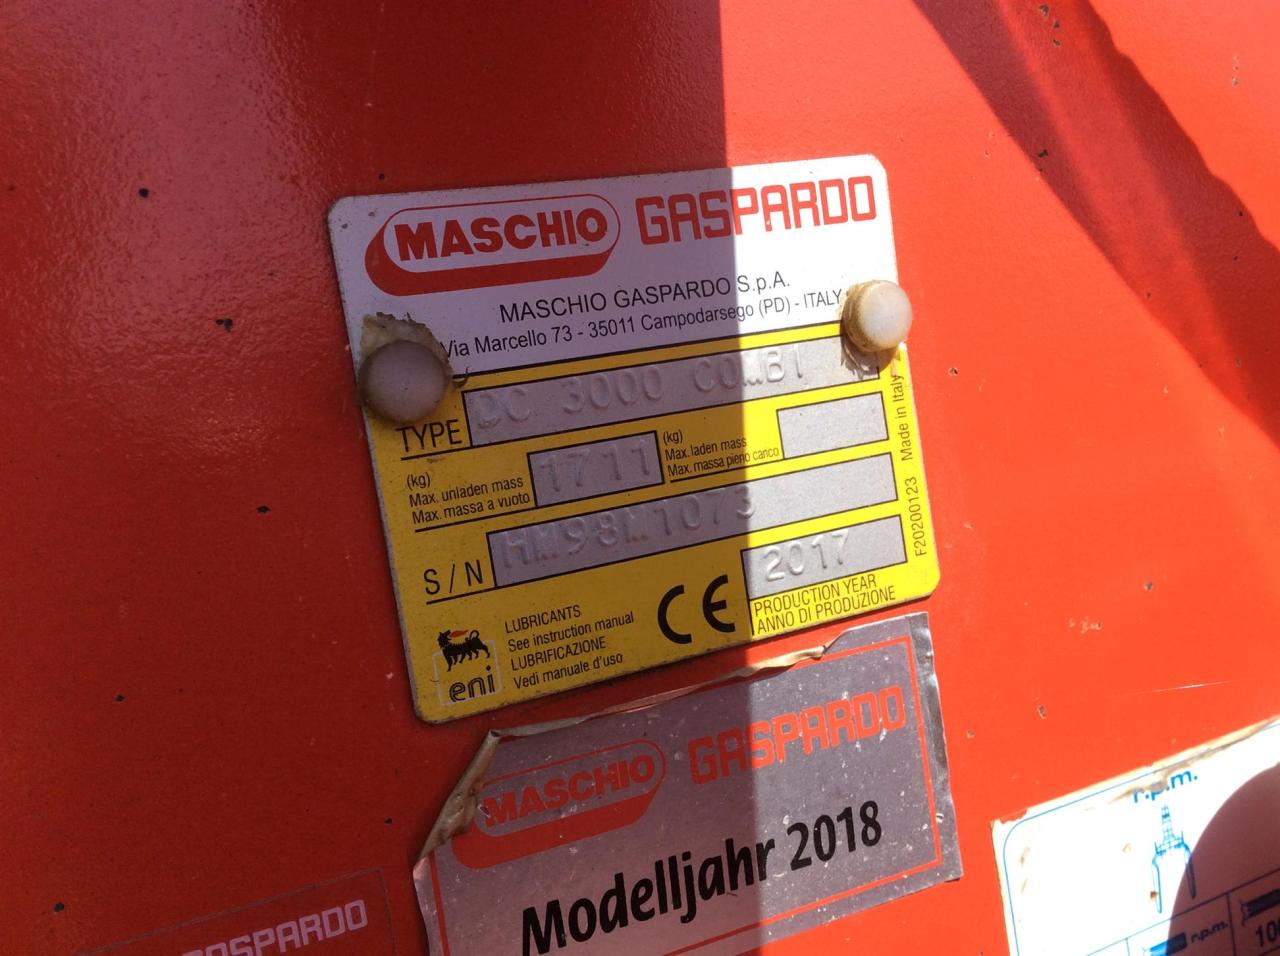 MASCHIO GASPARDO
MASCHIO GASPARDO S.p.A.
Via Marcello 73 - 35011 Campodarsego (PD) - ITALY
TYPE DC 3000 COMBI
(kg)
Max. unladen mass
Max. massa a vuoto
1711
(kg)
Max. laden mass
Max. massa pieno carico
S/N HM98M1073
2017
PRODUCTION YEAR
ANNO DI PRODUZIONE
CE
LUBRICANTS
See instruction manual
LUBRIFICAZIONE
Vedi manuale d'uso
eni
F20200123 Made in Italy
MASCHIO GASPARDO
Modelljahr 2018
GASPARDO
r.p.m.
r.p.m.